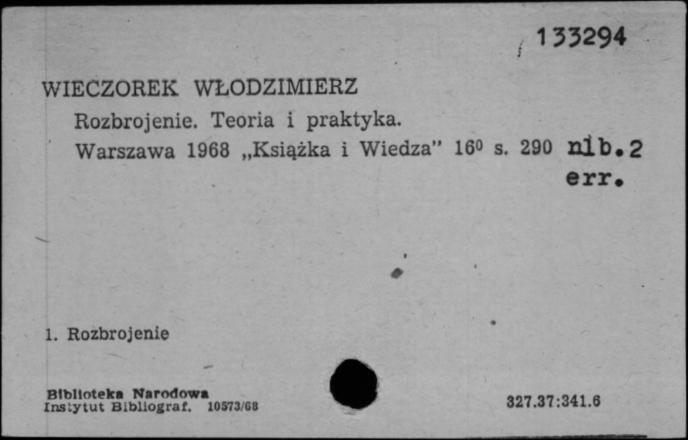 133294
WIECZOREK WŁODZIMIERZ
Rozbrojenie. Teoria i praktyka.
Warszawa 1968 „Książka i Wiedza” 16⁰ s. 290 nlb.2
err.
1. Rozbrojenie
Biblioteka Narodowa
Instytut Bibliograf. 10573/68
327.37:341.6